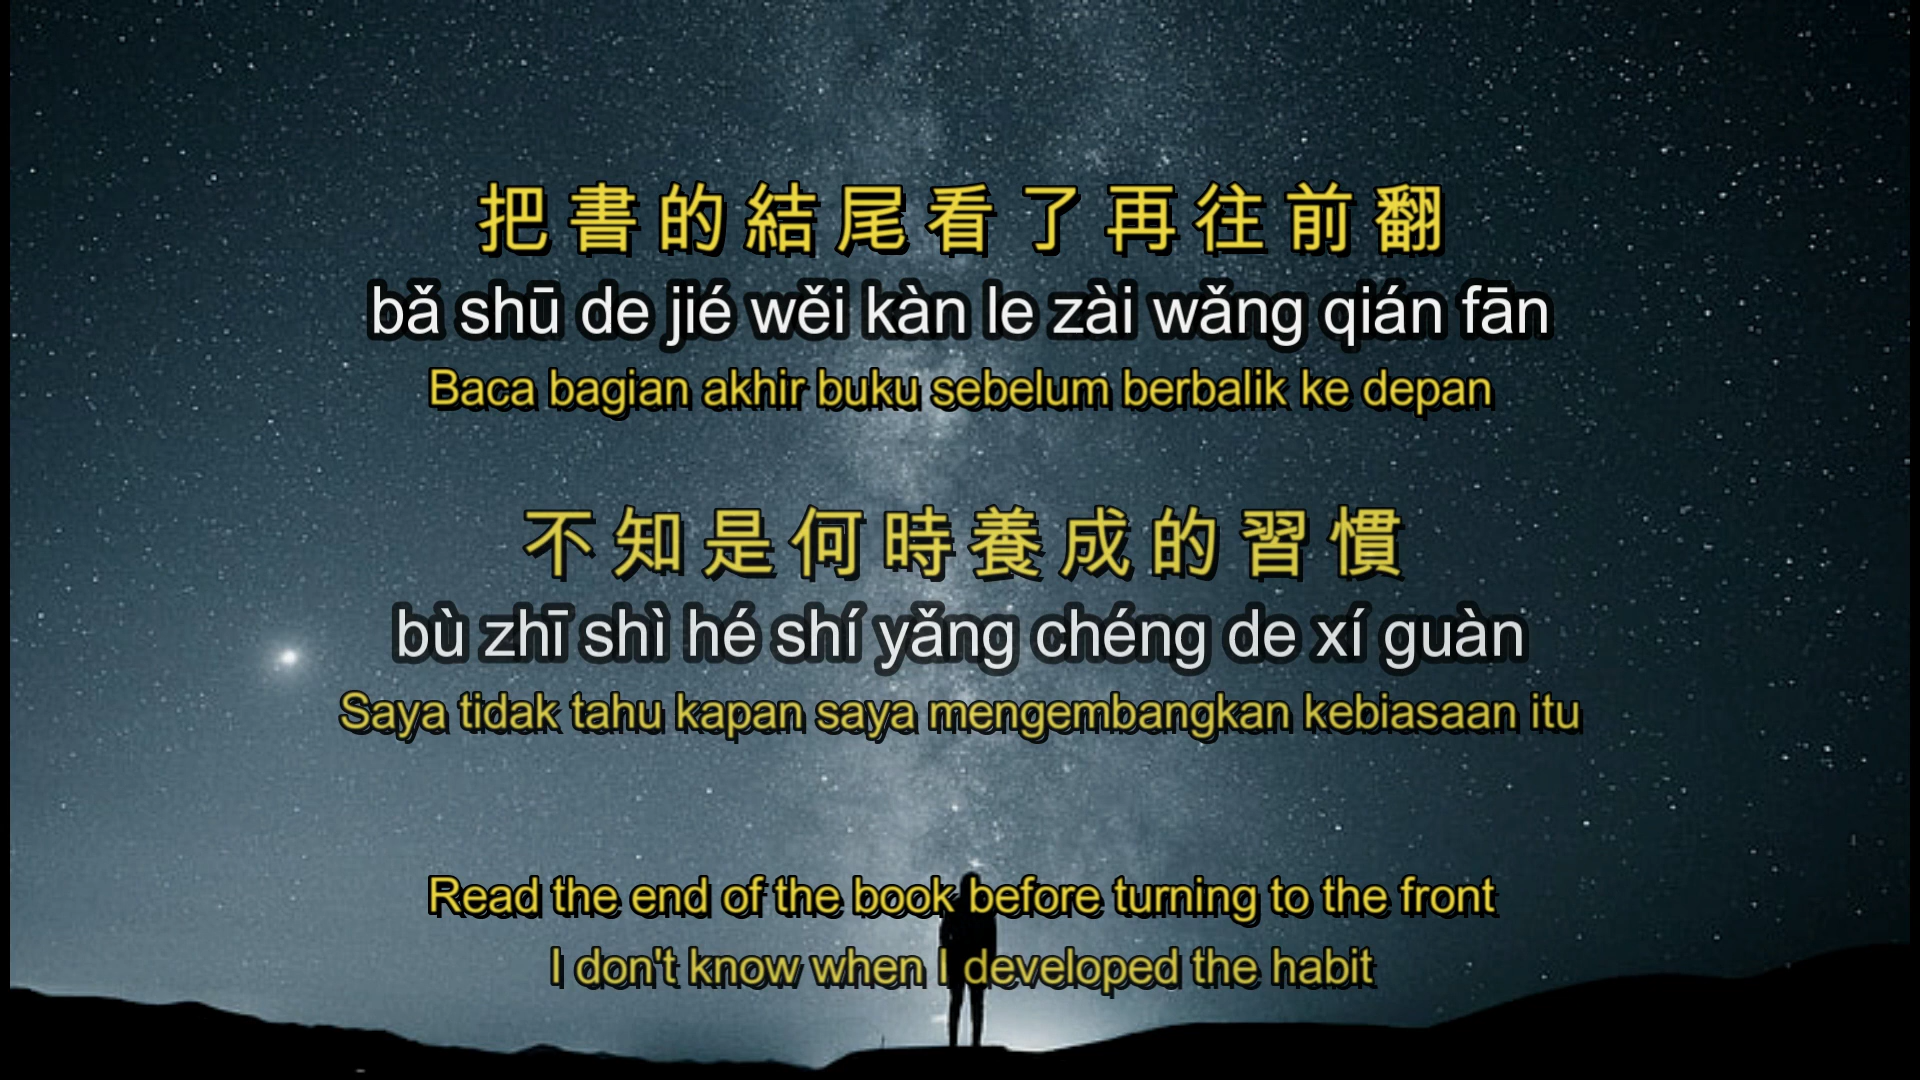 把書的結尾看了再往前翻
bǎ shū de jié wěi kàn le zài wǎng qián fān
Baca bagian akhir buku sebelum berbalik ke depan
不知是何時養成的習慣
bù zhī shì hé shí yǎng chéng de xí guàn
Saya tidak tahu kapan saya mengembangkan kebiasaan itu
Read the end of the book before turning to the front
I don't know when I developed the habit